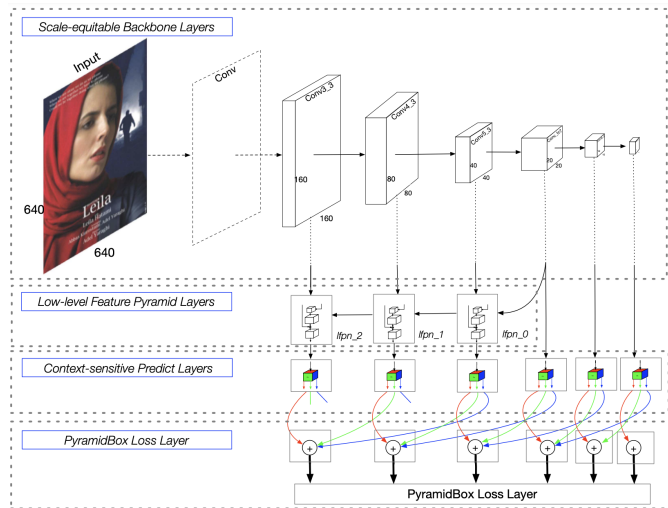 Scale-equitable Backbone Layers
Input
Conv
Conv3_3
Conv4_3
Conv5_3
160
160
80
80
40
40
20
20
640
640
Leila
Low-level Feature Pyramid Layers
lfpn_2
lfpn_1
lfpn_0
Context-sensitive Predict Layers
PyramidBox Loss Layer
+
+
+
+
+
+
PyramidBox Loss Layer